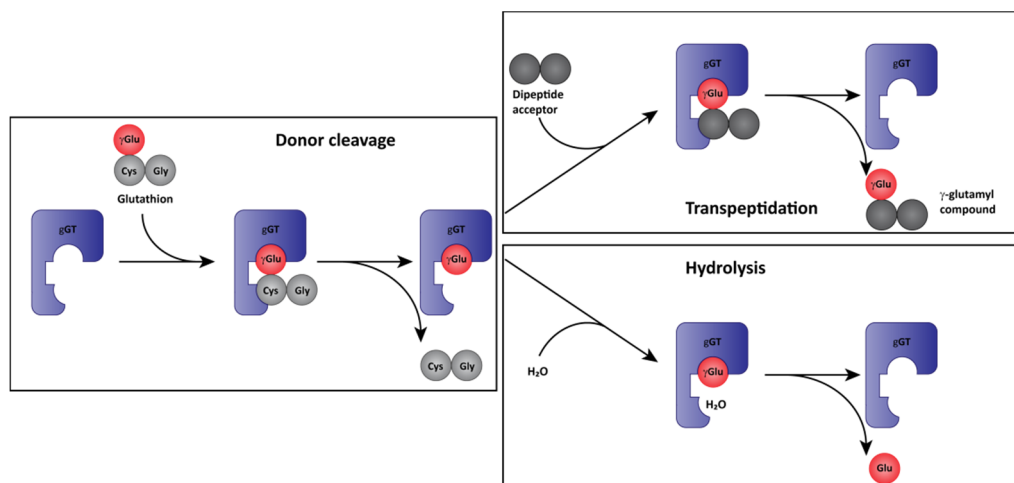 Donor cleavage
γGlu
Cys
Gly
Glutathion
gGT
gGT
γGlu
Cys
Gly
gGT
γGlu
Cys
Gly
Dipeptide
acceptor
gGT
γGlu
gGT
γGlu
γ-glutamyl
compound
Transpeptidation
Hydrolysis
H₂O
gGT
γGlu
H₂O
gGT
Glu